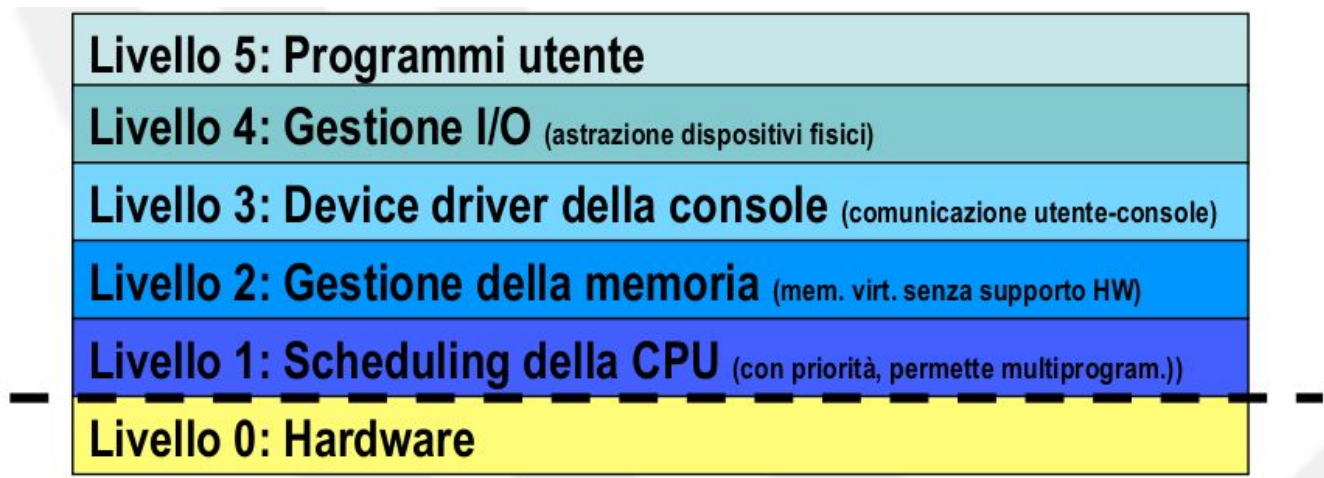 Livello 5: Programmi utente
Livello 4: Gestione I/O (astrazione dispositivi fisici)
Livello 3: Device driver della console (comunicazione utente-console)
Livello 2: Gestione della memoria (mem. virt. senza supporto HW)
Livello 1: Scheduling della CPU (con priorità, permette multiprogram.))
Livello 0: Hardware